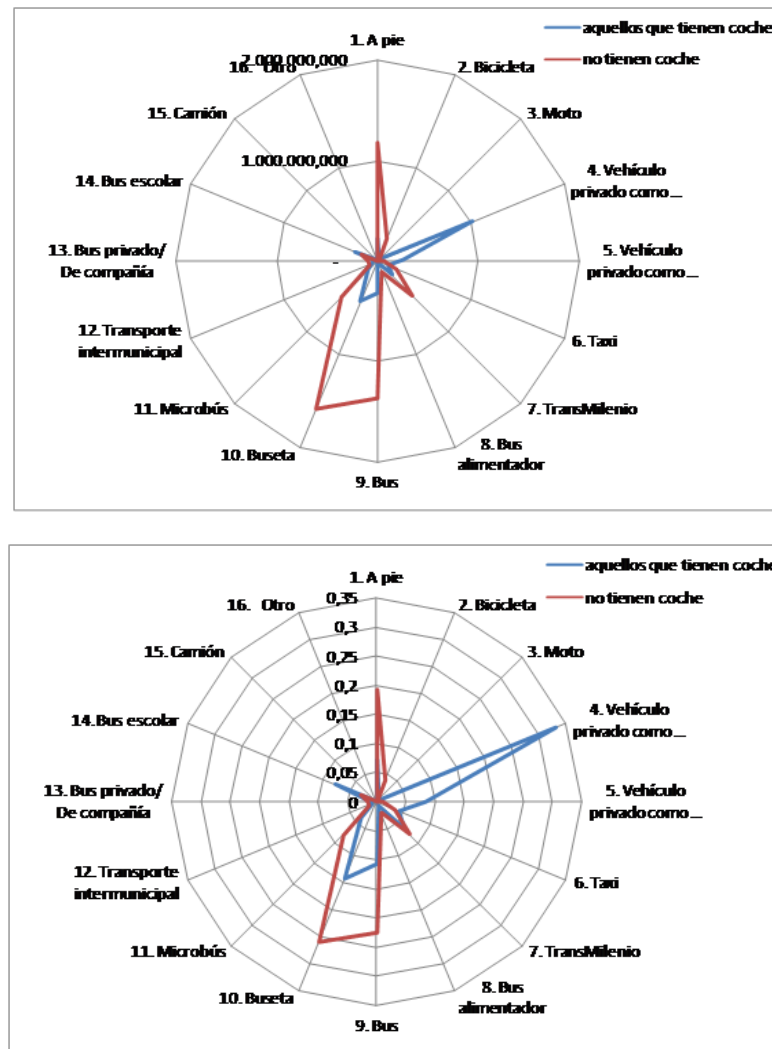 aquellos que tienen coche
no tienen coche
1. A pie
2.000.000,000
16. Otro
2. Bicicleta
15. Camión
3. Moto
1.000.000,000
14. Bus escolar
4. Vehículo
privado como ...
13. Bus privado/
De compañía
-
5. Vehículo
privado como ...
12. Transporte
intermunicipal
6. Taxi
11. Microbús
7. TransMilenio
10. Buseta
8. Bus
alimentador
9. Bus
aquellos que tienen coche
no tienen coche
1. A pie
0,35
16. Otro
2. Bicicleta
0,3
0,25
15. Camión
3. Moto
0,2
0,15
14. Bus escolar
4. Vehículo
privado como ...
0,1
0,05
13. Bus privado/
De compañía
0
5. Vehículo
privado como ...
12. Transporte
intermunicipal
6. Taxi
11. Microbús
7. TransMilenio
10. Buseta
8. Bus
alimentador
9. Bus